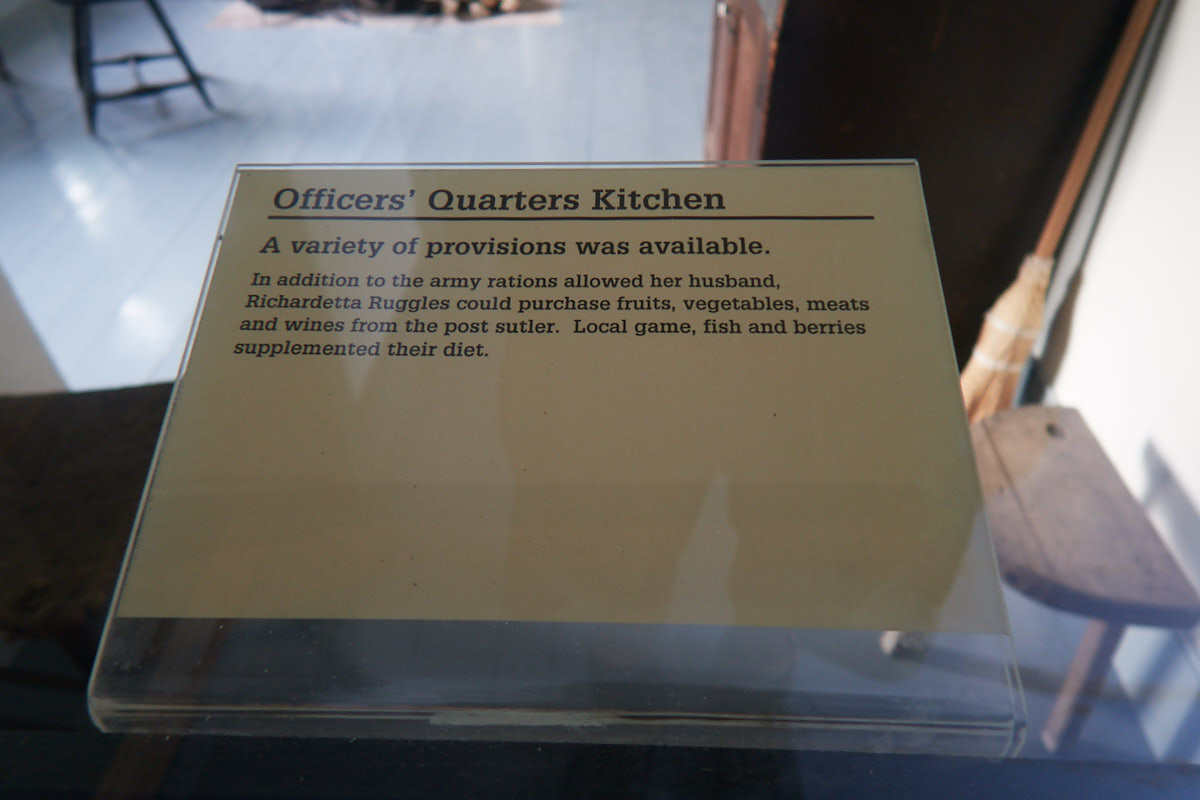 Officers’ Quarters Kitchen
A variety of provisions was available.
In addition to the army rations allowed her husband,
Richardetta Ruggles could purchase fruits, vegetables, meats
and wines from the post sutler.  Local game, fish and berries
supplemented their diet.